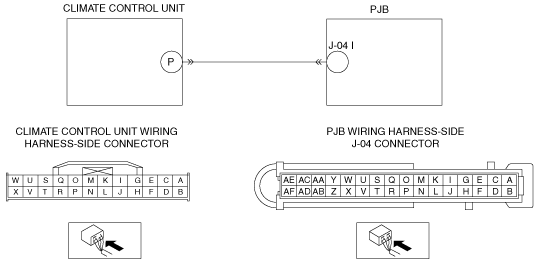 CLIMATE CONTROL UNIT
PJB
P
J-04 I
CLIMATE CONTROL UNIT WIRING
HARNESS-SIDE CONNECTOR
PJB WIRING HARNESS-SIDE
J-04 CONNECTOR
W U S Q O M K I G E C A
X V T R P N L J H F D B
AE AC AA Y W U S Q O M K I G E C A
AF AD AB Z X V T R P N L J H F D B